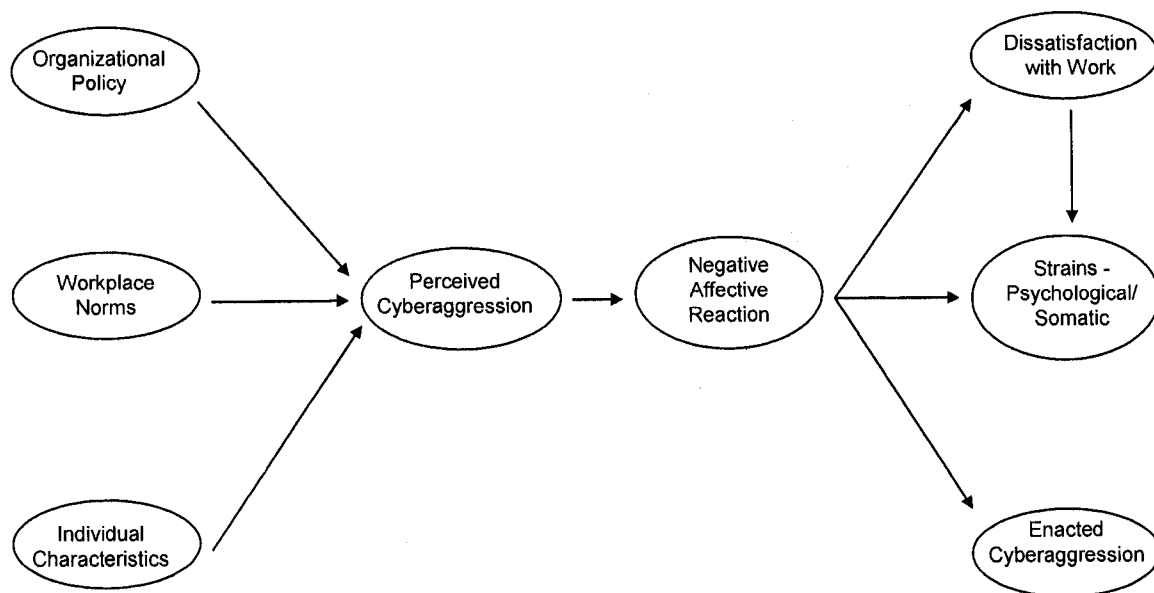 Organizational
Policy
Workplace
Norms
Individual
Characteristics
Perceived
Cyberaggression
Negative
Affective
Reaction
Dissatisfaction
with Work
Strains -
Psychological/
Somatic
Enacted
Cyberaggression